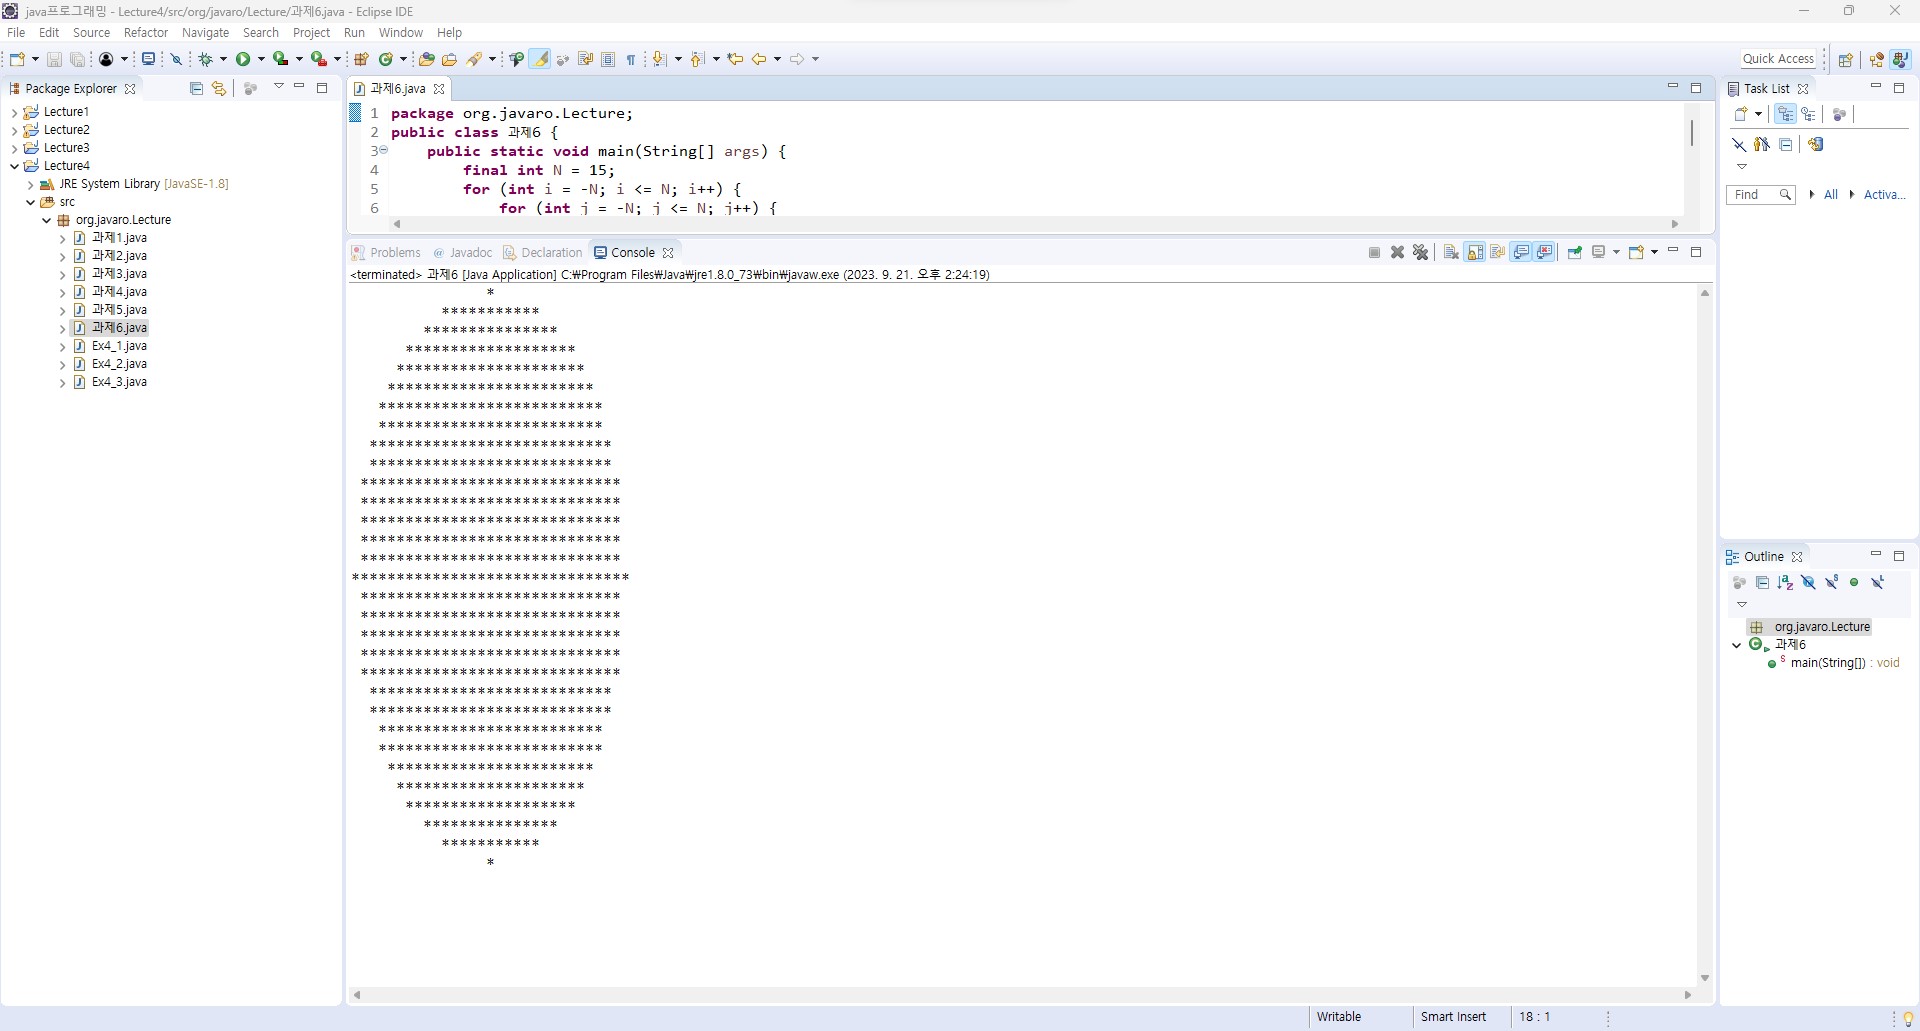 java프로그래밍 - Lecture4/src/org/javaro/Lecture/과제6.java - Eclipse IDE
File Edit Source Refactor Navigate Search Project Run Window Help
Quick Access
Package Explorer
Lecture1
Lecture2
Lecture3
Lecture4
JRE System Library [JavaSE-1.8]
src
org.javaro.Lecture
과제1.java
과제2.java
과제3.java
과제4.java
과제5.java
과제6.java
Ex4_1.java
Ex4_2.java
Ex4_3.java
과제6.java
1 package org.javaro.Lecture;
2 public class 과제6 {
3 public static void main(String[] args) {
4 final int N = 15;
5 for (int i = -N; i <= N; i++) {
6 for (int j = -N; j <= N; j++) {
Problems Javadoc Declaration Console
<terminated> 과제6 [Java Application] C:₩Program Files₩Java₩jre1.8.0_73₩bin₩javaw.exe (2023. 9. 21. 오후 2:24:19)
*
***********
***************
*******************
*********************
***********************
*************************
*************************
***************************
***************************
*****************************
*****************************
*****************************
*****************************
*****************************
*******************************
*****************************
*****************************
*****************************
*****************************
*****************************
***************************
***************************
*************************
*************************
***********************
*********************
*******************
***************
***********
*
Task List
Find All Activa...
Outline
org.javaro.Lecture
과제6
main(String[]) : void
Writable Smart Insert 18 : 1